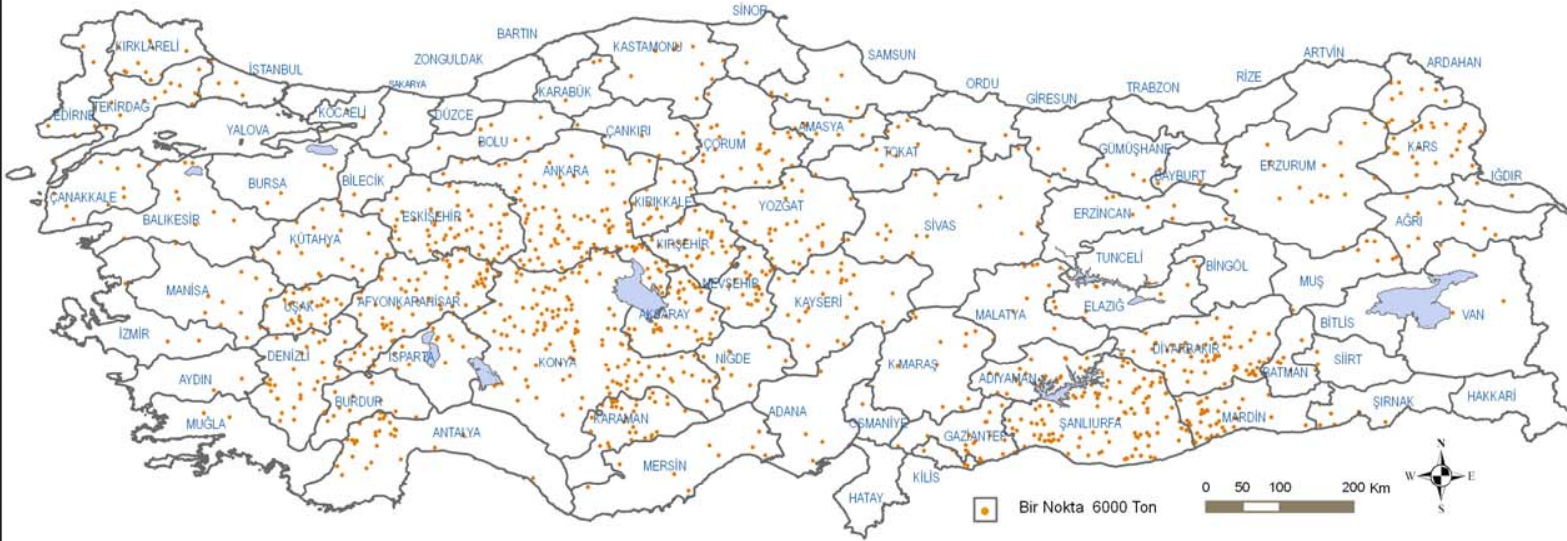 SİNOP
BARTIN
KASTAMONU
KIRKLARELİ
ZONGULDAK
SAMSUN
ARTVİN
ARDAHAN
İSTANBUL
SAKARYA
KARABÜK
ORDU
GİRESUN
TRABZON
RİZE
EDİRNE
TEKİRDAĞ
KOCAELİ
DÜZCE
YALOVA
BOLU
ÇANKIRI
ÇORUM
AMASYA
TOKAT
GÜMÜŞHANE
BAYBURT
ERZURUM
KARS
IĞDIR
ÇANAKKALE
BURSA
BİLECİK
ANKARA
BALIKESİR
ESKİŞEHİR
KIRIKKALE
YOZGAT
SİVAS
ERZİNCAN
AĞRI
KÜTAHYA
KIRŞEHİR
TUNCELİ
BİNGÖL
MUŞ
MANİSA
UŞAK
AFYONKARAHİSAR
NEVŞEHİR
KAYSERİ
ELAZIĞ
MALATYA
AKSARAY
BİTLİS
VAN
İZMİR
DENİZLİ
ISPARTA
KONYA
NİĞDE
K.MARAŞ
DİYARBAKIR
SİİRT
AYDIN
ADIYAMAN
BATMAN
BURDUR
ŞIRNAK
HAKKARİ
MUĞLA
ANTALYA
KARAMAN
ADANA
OSMANİYE
GAZİANTEP
ŞANLIURFA
MARDİN
MERSİN
KİLİS
HATAY
Bir Nokta 6000 Ton
0 50 100 200 Km
N
W E
S